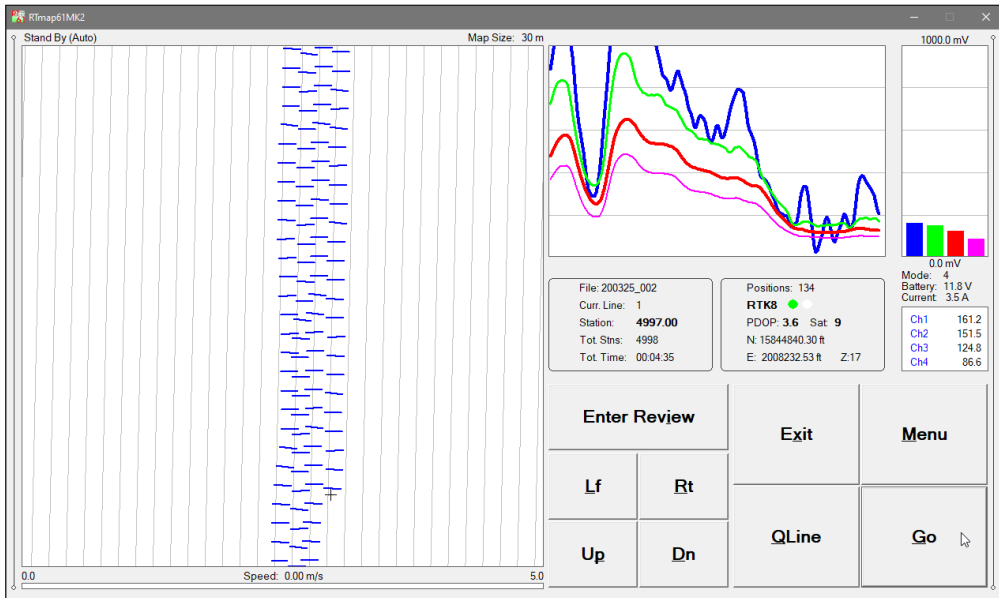 RTmap61MK2
Stand By (Auto)
Map Size: 30 m
1000.0 mV
0.0 mV
Mode: 4
Battery: 11.8 V
Current 3.5 A
File: 200325_002
Curr. Line: 1
Station: 4997.00
Tot. Stns: 4998
Tot. Time: 00:04:35
Positions: 134
RTK8
PDOP: 3.6 Sat 9
N: 15844840.30 ft
E: 2008232.53 ft Z:17
Ch1 161.2
Ch2 151.5
Ch3 124.8
Ch4 86.6
Enter Review
Exit
Menu
Lf
Rt
QLine
Go
Up
Dn
0.0
Speed: 0.00 m/s
5.0